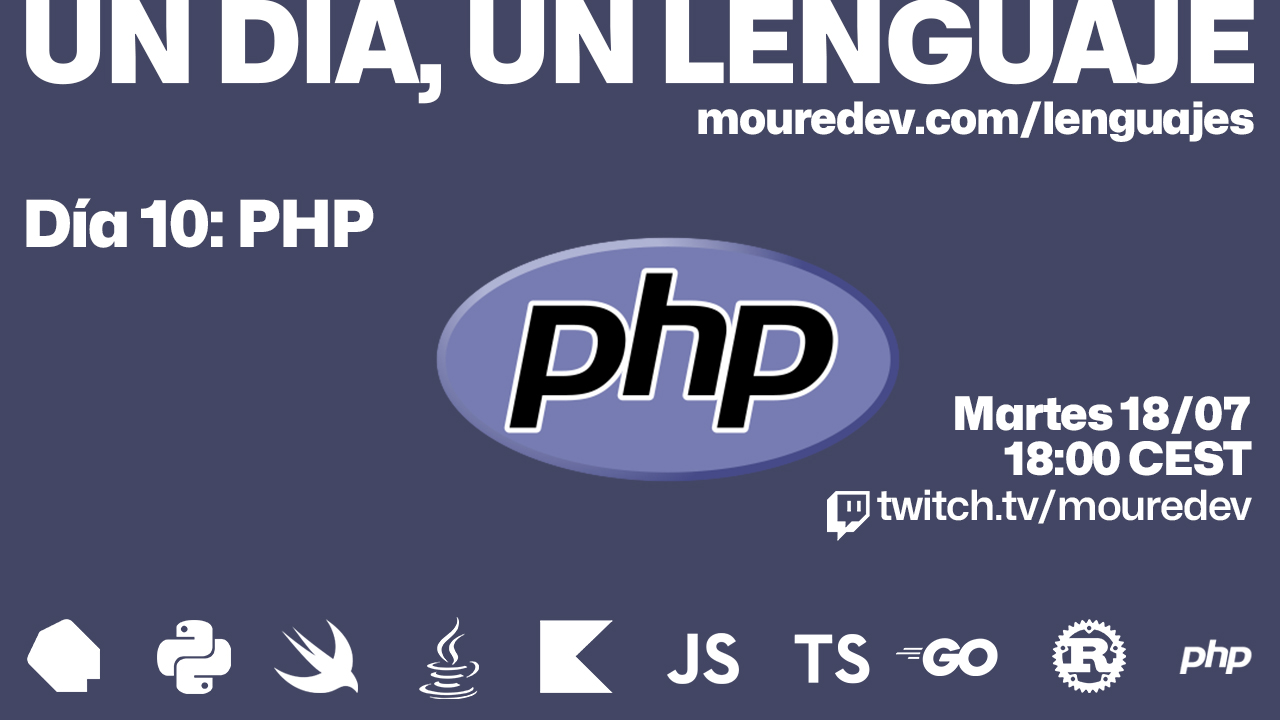 UN DÍA, UN LENGUAJE
mouredev.com/lenguajes
Día 10: PHP
php
Martes 18/07
18:00 CEST
twitch.tv/mouredev
JS TS GO R php